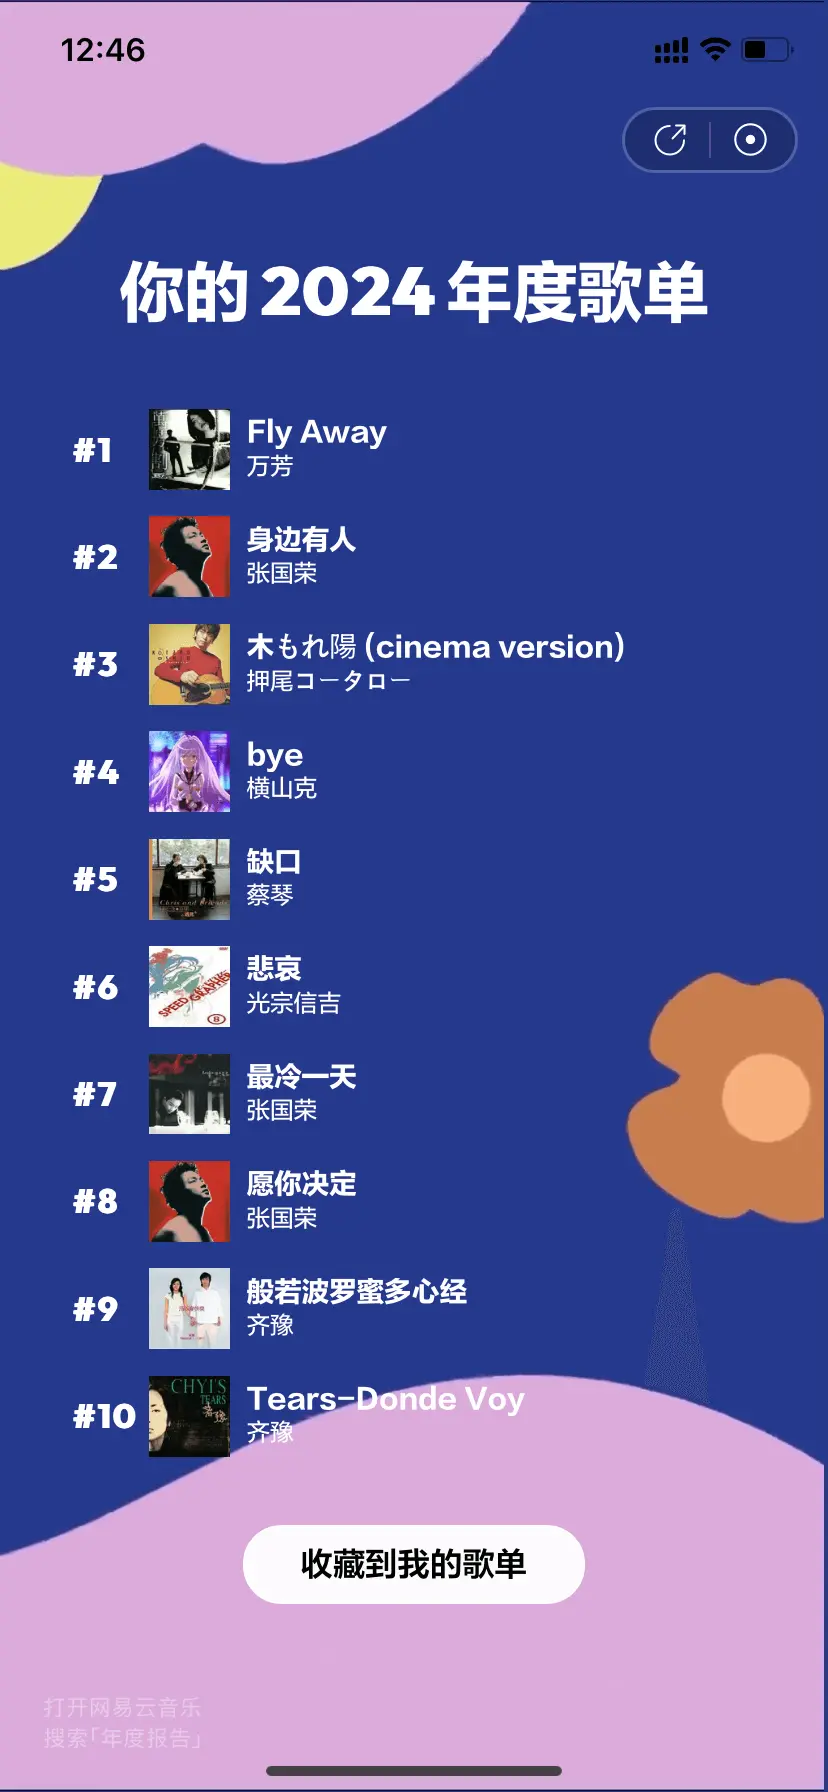 12:46
你的 2024 年度歌单
#1
Fly Away
万芳
#2
身边有人
张国荣
#3
木もれ陽 (cinema version)
押尾コータロー
#4
bye
横山克
#5
缺口
蔡琴
#6
SPEED GRAPHER
8
悲哀
光宗信吉
#7
最冷一天
张国荣
#8
愿你决定
张国荣
#9
般若波罗蜜多心经
齐豫
#10
CHYI'S
TEARS
Tears-Donde Voy
齐豫
收藏到我的歌单
打开网易云音乐
搜索「年度报告」